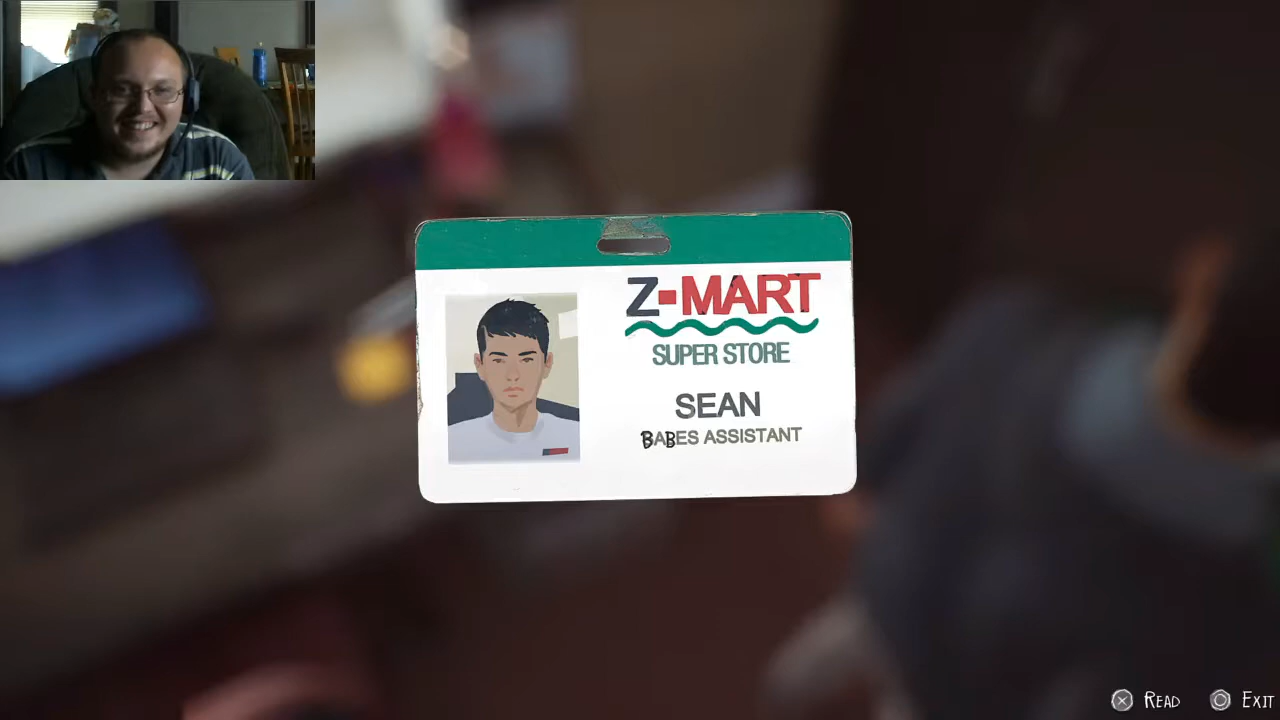 Z-MART
SUPER STORE
SEAN
BABES ASSISTANT
READ EXIT